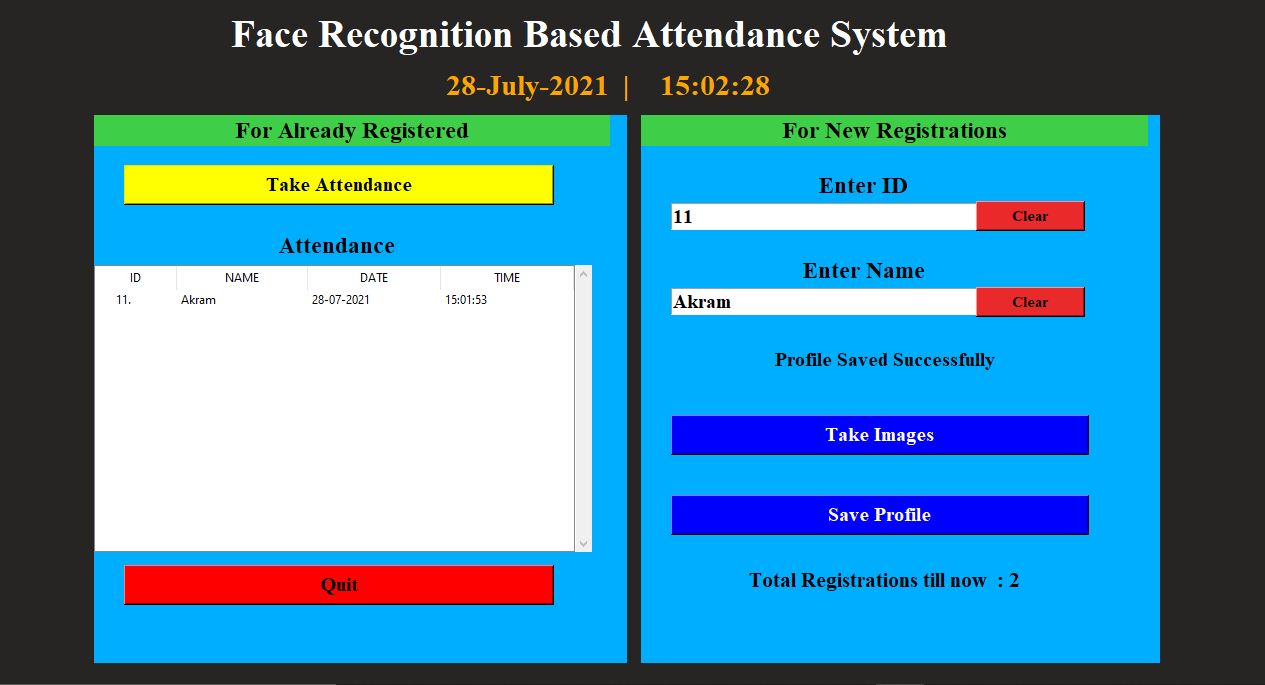 Face Recognition Based Attendance System
28-July-2021 | 15:02:28
For Already Registered
Take Attendance
Attendance
ID NAME DATE TIME
11. Akram 28-07-2021 15:01:53
Quit
For New Registrations
Enter ID
11 Clear
Enter Name
Akram Clear
Profile Saved Successfully
Take Images
Save Profile
Total Registrations till now : 2